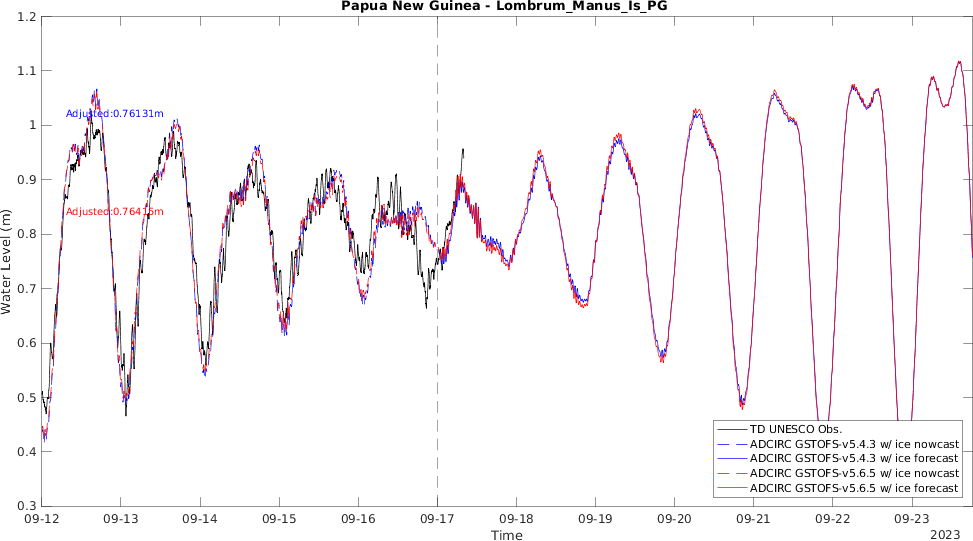 Papua New Guinea - Lombrum_Manus_Is_PG
1.2
1.1
1
0.9
0.8
0.7
0.6
0.5
0.4
0.3
Water Level (m)
Adjusted:0.76131m
Adjusted:0.76415m
TD UNESCO Obs.
ADCIRC GSTOFS-v5.4.3 w/ ice nowcast
ADCIRC GSTOFS-v5.4.3 w/ ice forecast
ADCIRC GSTOFS-v5.6.5 w/ ice nowcast
ADCIRC GSTOFS-v5.6.5 w/ ice forecast
09-12 09-13 09-14 09-15 09-16 09-17 09-18 09-19 09-20 09-21 09-22 09-23
Time
2023